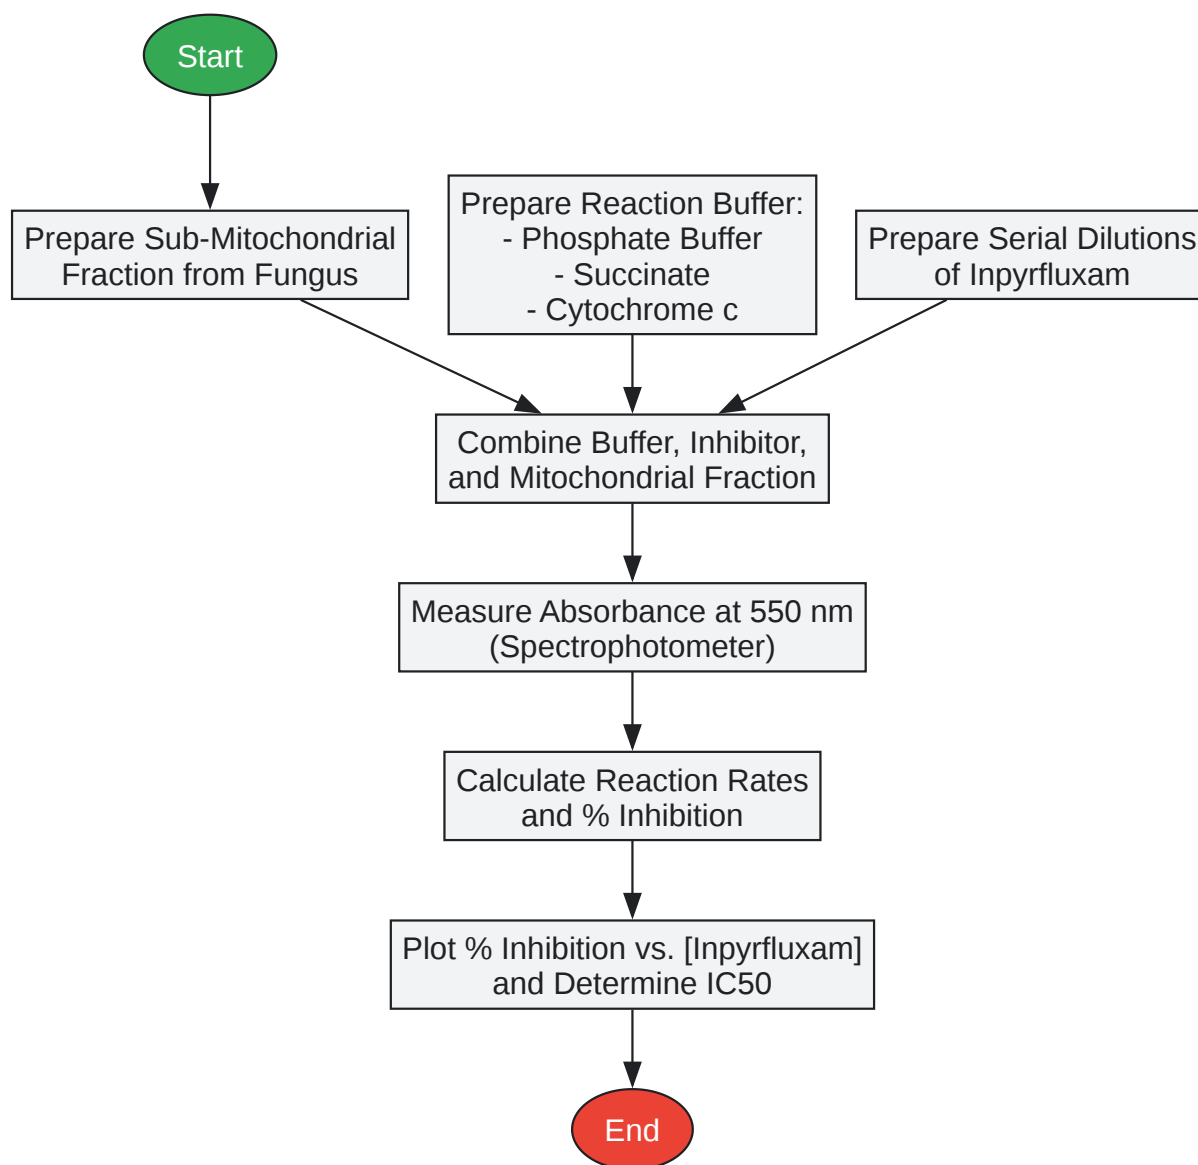 Start
Prepare Sub-Mitochondrial
Fraction from Fungus
Prepare Reaction Buffer:
- Phosphate Buffer
- Succinate
- Cytochrome c
Prepare Serial Dilutions
of Inpyrfluxam
Combine Buffer, Inhibitor,
and Mitochondrial Fraction
Measure Absorbance at 550 nm
(Spectrophotometer)
Calculate Reaction Rates
and % Inhibition
Plot % Inhibition vs. [Inpyrfluxam]
and Determine IC50
End